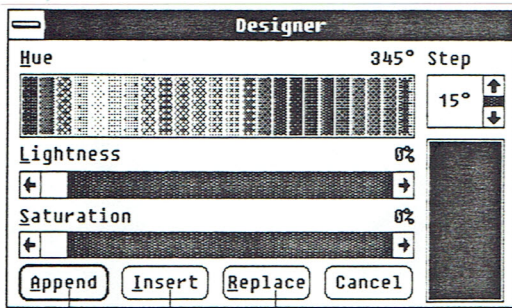 Designer
Hue 345° Step
15°
Lightness 0%
Saturation 0%
Append Insert Replace Cancel